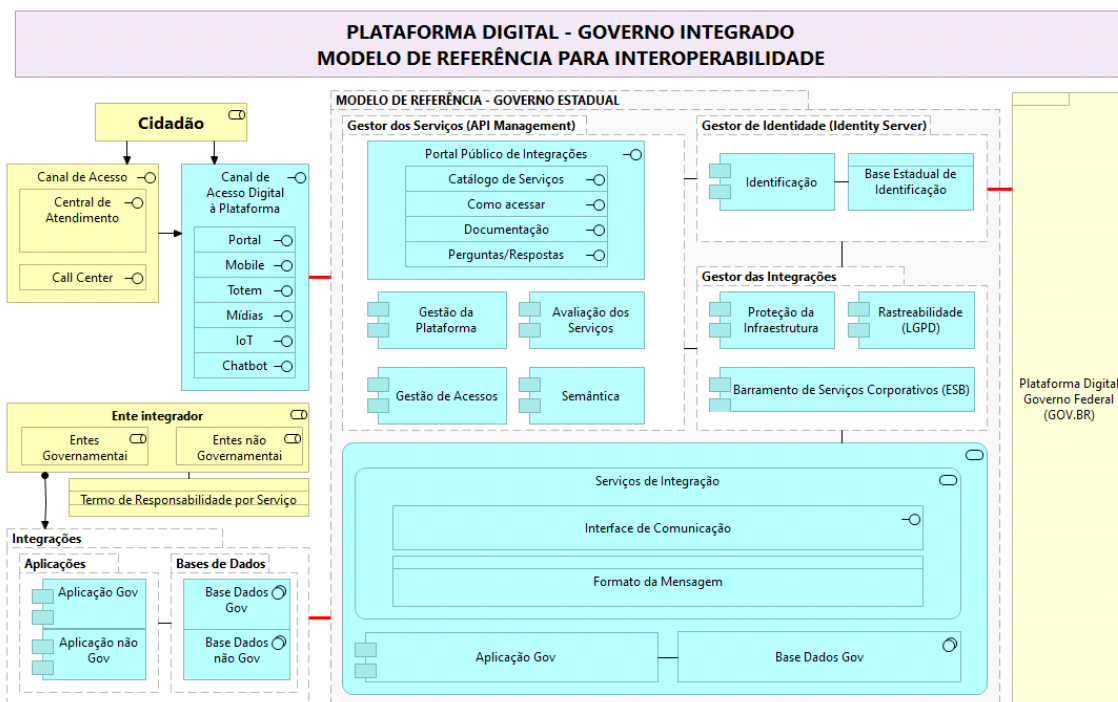 PLATAFORMA DIGITAL - GOVERNO INTEGRADO
MODELO DE REFERÊNCIA PARA INTEROPERABILIDADE
Cidadão
Canal de Acesso
Central de
Atendimento
Call Center
Canal de
Acesso Digital
à Plataforma
Portal
Mobile
Totem
Mídias
IoT
Chatbot
Ente integrador
Entes
Governamentai
Entes não
Governamentai
Termo de Responsabilidade por Serviço
Integrações
Aplicações
Aplicação Gov
Aplicação não
Gov
Bases de Dados
Base Dados
Gov
Base Dados
não Gov
MODELO DE REFERÊNCIA - GOVERNO ESTADUAL
Gestor dos Serviços (API Management)
Portal Público de Integrações
Catálogo de Serviços
Como acessar
Documentação
Perguntas/Respostas
Gestão da
Plataforma
Avaliação dos
Serviços
Gestão de Acessos
Semântica
Gestor de Identidade (Identity Server)
Identificação
Base Estadual de
Identificação
Gestor das Integrações
Proteção da
Infraestrutura
Rastreabilidade
(LGPD)
Barramento de Serviços Corporativos (ESB)
Serviços de Integração
Interface de Comunicação
Formato da Mensagem
Aplicação Gov
Base Dados Gov
Plataforma Digital
Governo Federal
(GOV.BR)